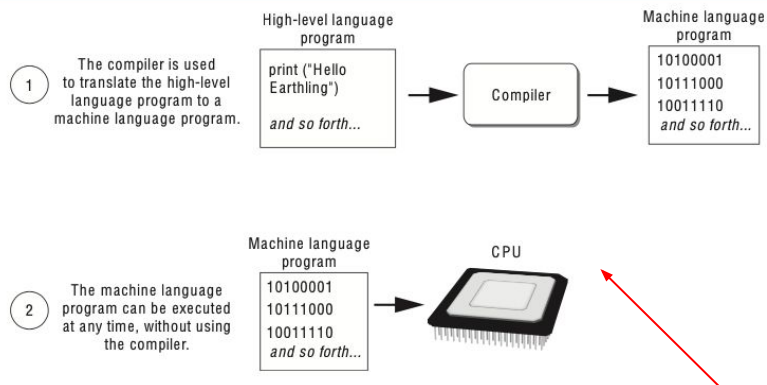 High-level language
program
Machine language
program
1
The compiler is used
to translate the high-level
language program to a
machine language program.
print ("Hello
Earthling")
and so forth...
Compiler
10100001
10111000
10011110
and so forth...
Machine language
program
CPU
2
The machine language
program can be executed
at any time, without using
the compiler.
10100001
10111000
10011110
and so forth...